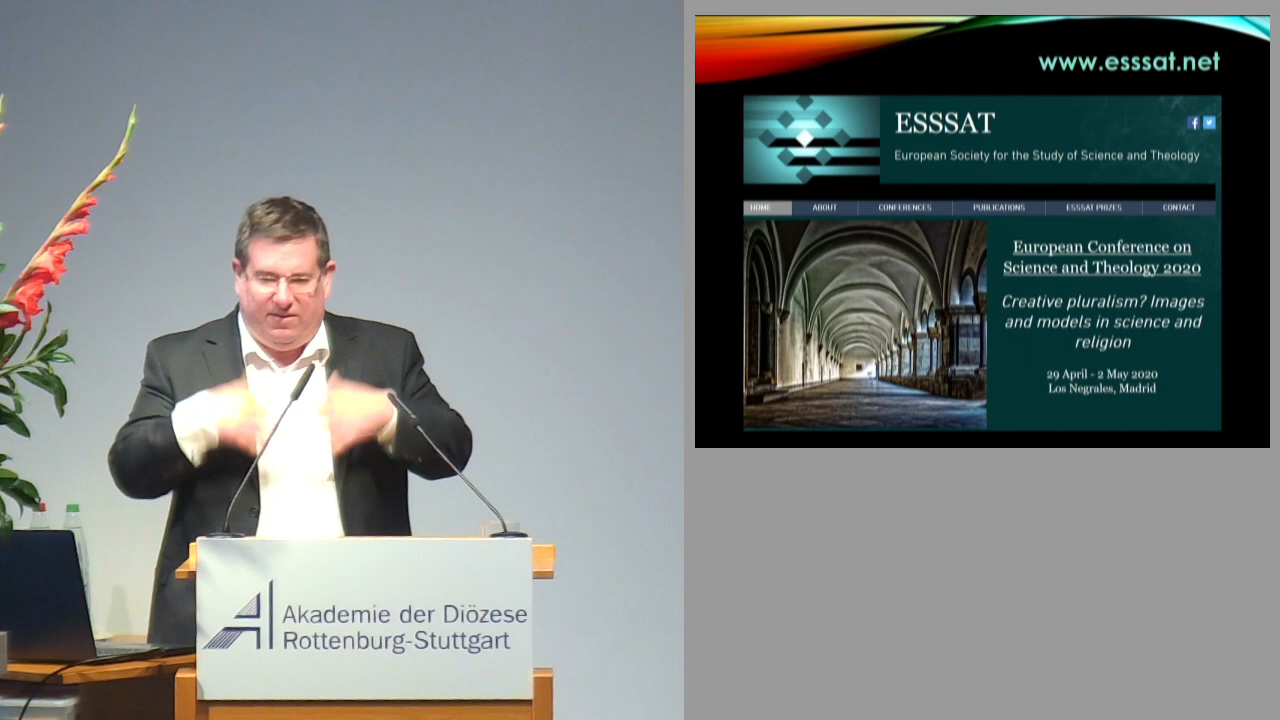 www.esssat.net
ESSSAT
European Society for the Study of Science and Theology
HOME ABOUT CONFERENCES PUBLICATIONS ESSSAT PRIZES CONTACT
European Conference on
Science and Theology 2020
Creative pluralism? Images
and models in science and
religion
29 April - 2 May 2020
Los Negrales, Madrid
Akademie der Diözese
Rottenburg-Stuttgart